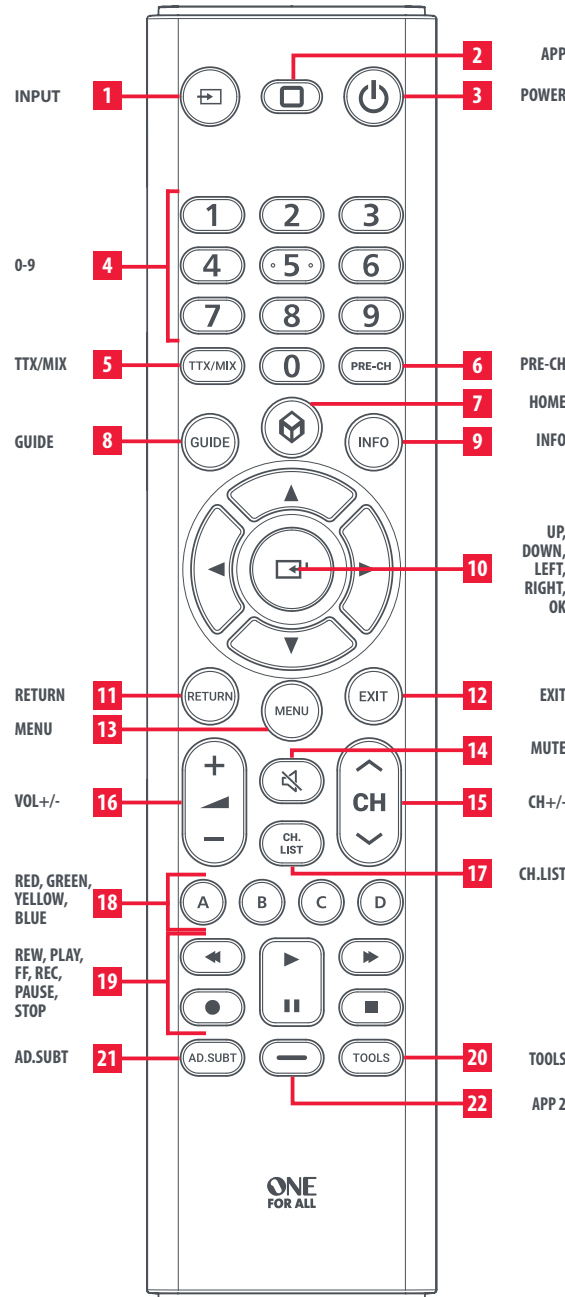 2 APP
INPUT 1
3 POWER
1 2 3
0-9 4
4 5 6
7 8 9
TTX/MIX 5
TTX/MIX 0 PRE-CH
6 PRE-CH
7 HOME
GUIDE 8
GUIDE INFO
9 INFO
10
UP,
DOWN,
LEFT,
RIGHT,
OK
RETURN 11
RETURN MENU EXIT
12 EXIT
MENU 13
14 MUTE
VOL+/- 16
+
CH
−
15 CH+/-
CH.
LIST
17 CH.LIST
RED, GREEN,
YELLOW,
BLUE
18
A B C D
REW, PLAY,
FF, REC,
PAUSE,
STOP
19
AD.SUBT 21
AD.SUBT TOOLS
20 TOOLS
22 APP 2
ONE
FOR ALL